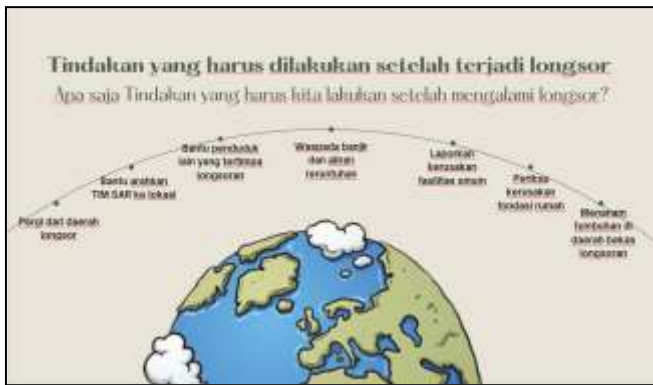 Tindakan yang harus dilakukan setelah terjadi longsor
Apa saja Tindakan yang harus kita lakukan setelah mengalami longsor?
Pergi dari daerah
longsor
Bantu arahkan
TIM SAR ke lokasi
Bantu penduduk
lain yang tertimpa
longsoran
Waspada banjir
dan aliran
reruntuhan
Laporkan
kerusakan
fasilitas umum
Periksa
kerusakan
fondasi rumah
Menanam
tumbuhan di
daerah bekas
longsoran